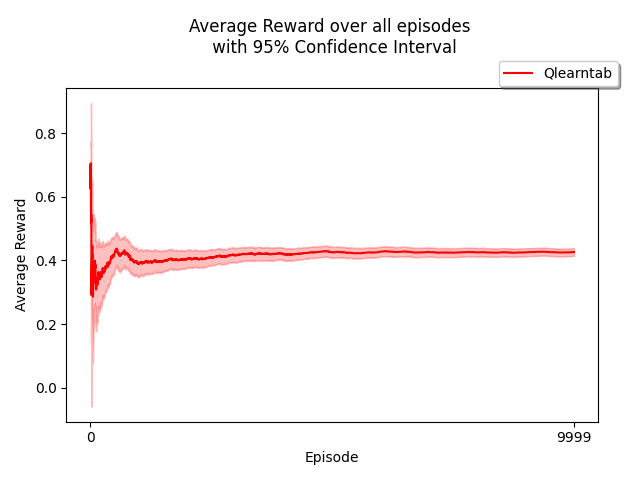 Average Reward over all episodes
with 95% Confidence Interval
Qlearntab
Average Reward
0.8
0.6
0.4
0.2
0.0
0
9999
Episode